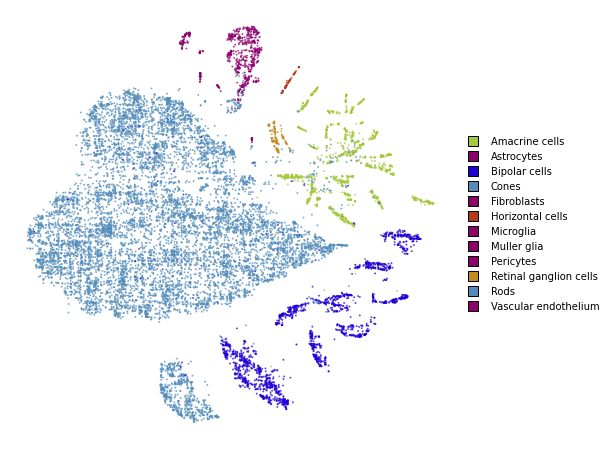 Amacrine cells
Astrocytes
Bipolar cells
Cones
Fibroblasts
Horizontal cells
Microglia
Muller glia
Pericytes
Retinal ganglion cells
Rods
Vascular endothelium